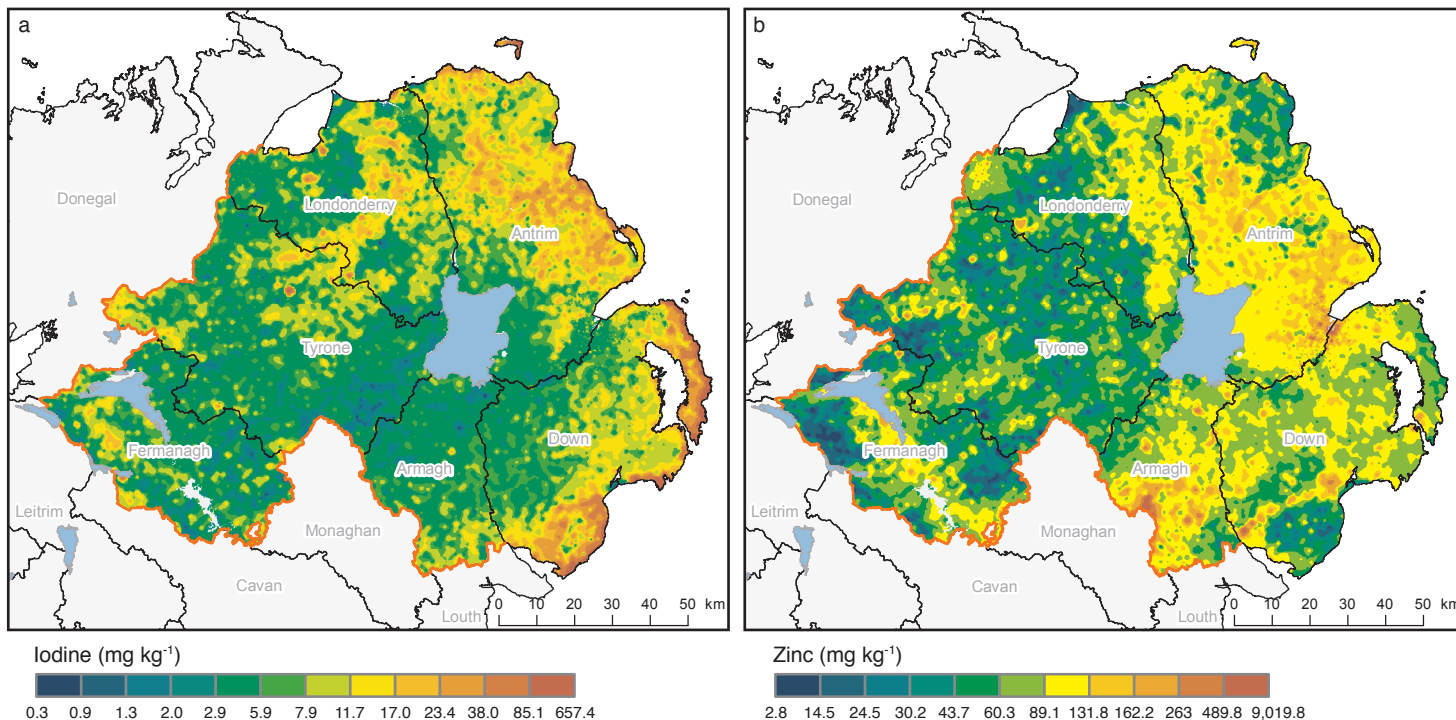 a
Donegal
Londonderry
Antrim
Tyrone
Fermanagh
Armagh
Down
Leitrim
Monaghan
Cavan
Louth
0 10 20 30 40 50 km
Iodine (mg kg-1)
0.3 0.9 1.3 2.0 2.9 5.9 7.9 11.7 17.0 23.4 38.0 85.1 657.4
b
Donegal
Londonderry
Antrim
Tyrone
Fermanagh
Armagh
Down
Leitrim
Monaghan
Cavan
Louth
0 10 20 30 40 50 km
Zinc (mg kg-1)
2.8 14.5 24.5 30.2 43.7 60.3 89.1 131.8 162.2 263 489.8 9,019.8